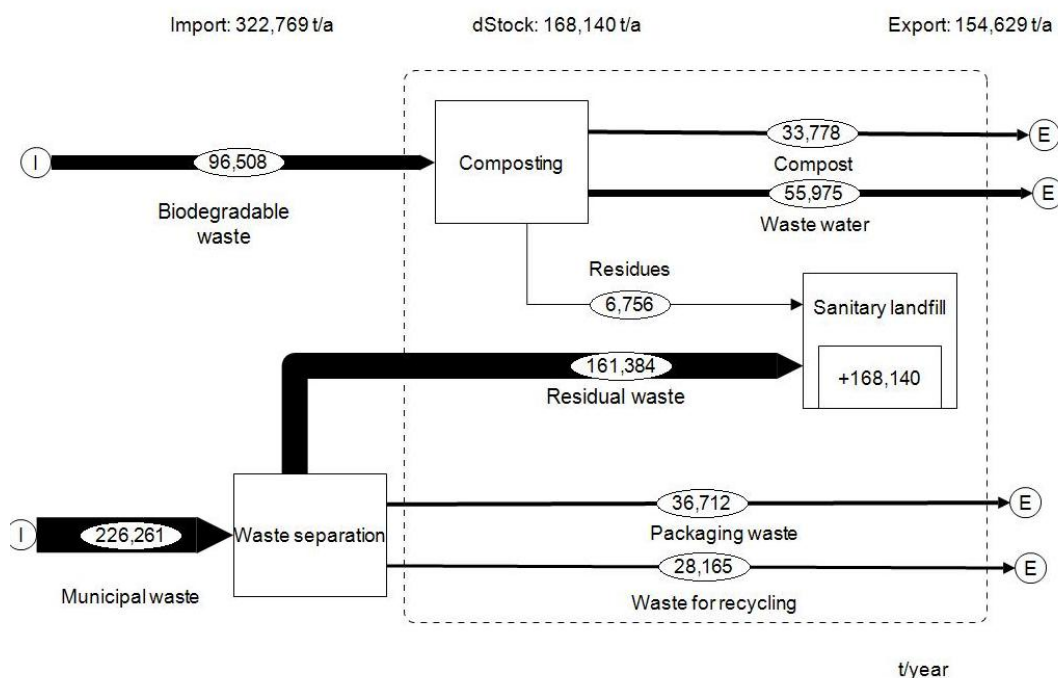 Import: 322,769 t/a
dStock: 168,140 t/a
Export: 154,629 t/a
I
96,508
Biodegradable
waste
Composting
33,778
Compost
E
55,975
Waste water
E
Residues
6,756
Sanitary landfill
+168,140
161,384
Residual waste
I
226,261
Municipal waste
Waste separation
36,712
Packaging waste
E
28,165
Waste for recycling
E
t/year